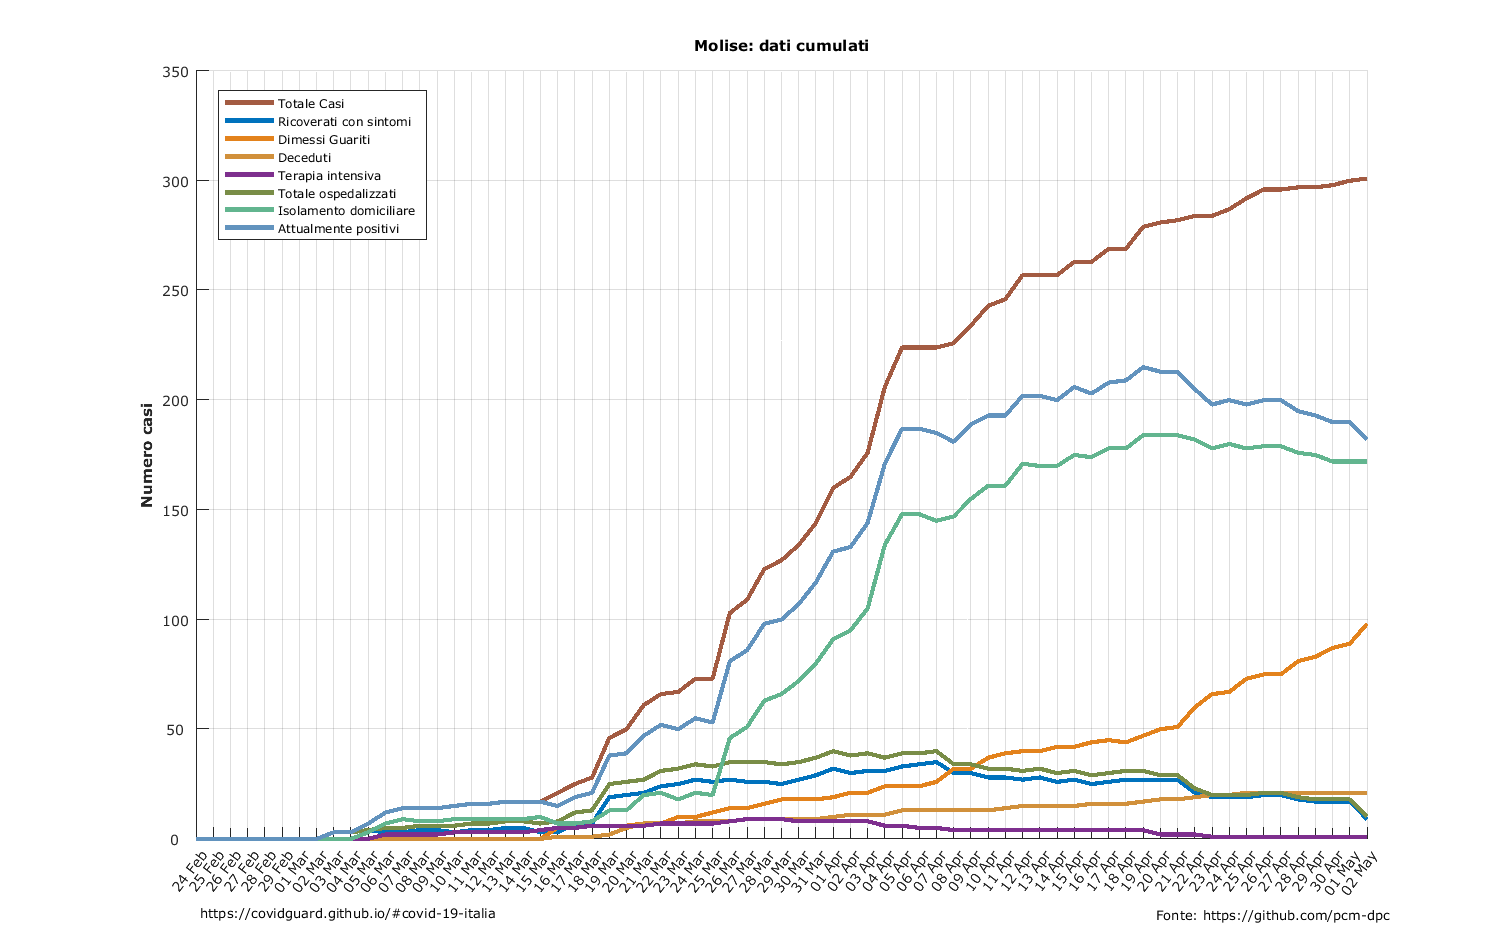 Molise: dati cumulati
350
300
250
200
150
100
50
0
Numero casi
Totale Casi
Ricoverati con sintomi
Dimessi Guariti
Deceduti
Terapia intensiva
Totale ospedalizzati
Isolamento domiciliare
Attualmente positivi
24 Feb
25 Feb
26 Feb
27 Feb
28 Feb
29 Feb
01 Mar
02 Mar
03 Mar
04 Mar
05 Mar
06 Mar
07 Mar
08 Mar
09 Mar
10 Mar
11 Mar
12 Mar
13 Mar
14 Mar
15 Mar
16 Mar
17 Mar
18 Mar
19 Mar
20 Mar
21 Mar
22 Mar
23 Mar
24 Mar
25 Mar
26 Mar
27 Mar
28 Mar
29 Mar
30 Mar
31 Mar
01 Apr
02 Apr
03 Apr
04 Apr
05 Apr
06 Apr
07 Apr
08 Apr
09 Apr
10 Apr
11 Apr
12 Apr
13 Apr
14 Apr
15 Apr
16 Apr
17 Apr
18 Apr
19 Apr
20 Apr
21 Apr
22 Apr
23 Apr
24 Apr
25 Apr
26 Apr
27 Apr
28 Apr
29 Apr
30 Apr
01 May
02 May
https://covidguard.github.io/#covid-19-italia
Fonte: https://github.com/pcm-dpc